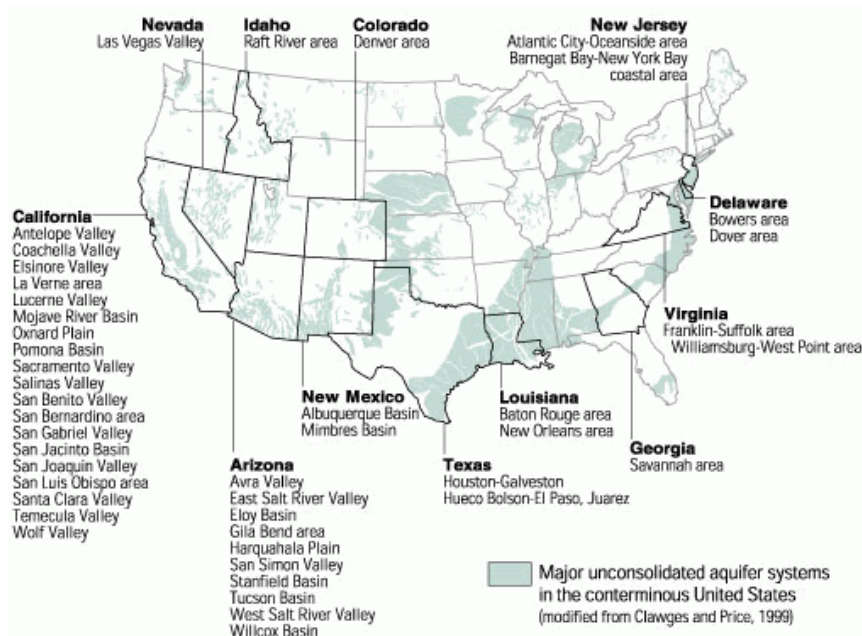 Nevada
Las Vegas Valley
Idaho
Raft River area
Colorado
Denver area
New Jersey
Atlantic City-Oceanside area
Barnegat Bay-New York Bay
coastal area
California
Antelope Valley
Coachella Valley
Elsinore Valley
La Verne area
Lucerne Valley
Mojave River Basin
Oxnard Plain
Pomona Basin
Sacramento Valley
Salinas Valley
San Benito Valley
San Bernardino area
San Gabriel Valley
San Jacinto Basin
San Joaquin Valley
San Luis Obispo area
Santa Clara Valley
Temecula Valley
Wolf Valley
Delaware
Bowers area
Dover area
Virginia
Franklin-Suffolk area
Williamsburg-West Point area
New Mexico
Albuquerque Basin
Mimbres Basin
Louisiana
Baton Rouge area
New Orleans area
Georgia
Savannah area
Arizona
Avra Valley
East Salt River Valley
Eloy Basin
Gila Bend area
Harquahala Plain
San Simon Valley
Stanfield Basin
Tucson Basin
West Salt River Valley
Willcox Basin
Texas
Houston-Galveston
Hueco Bolson-El Paso, Juarez
Major unconsolidated aquifer systems
in the conterminous United States
(modified from Clawges and Price, 1999)